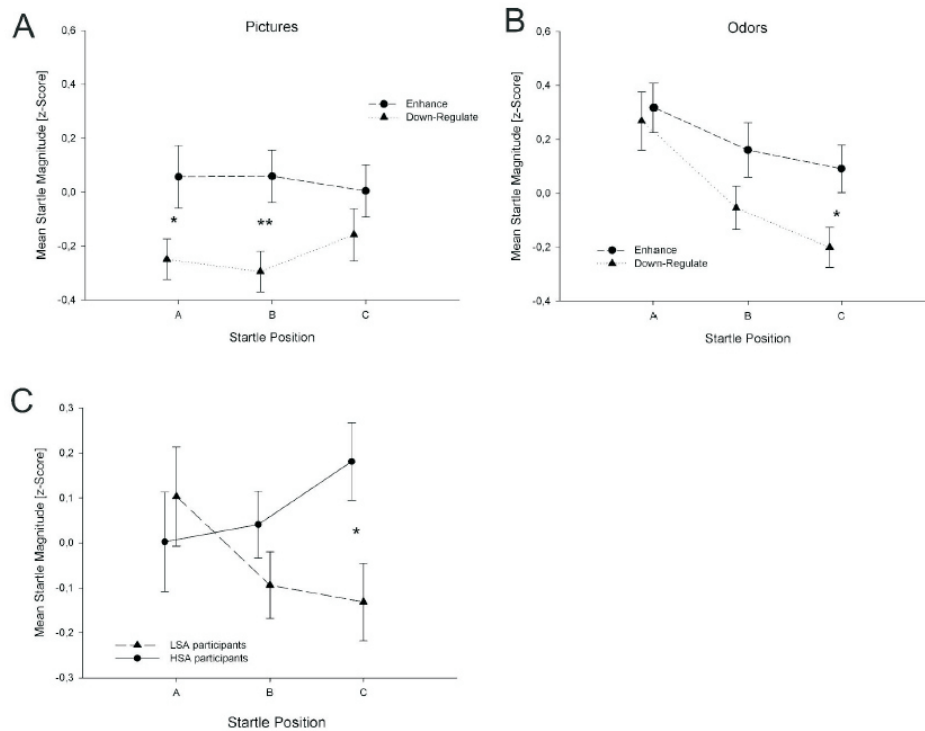 A
Pictures
Mean Startle Magnitude [z-Score]
0,6
0,4
0,2
0,0
-0,2
-0,4
Enhance
Down-Regulate
*
**
A
B
C
Startle Position
B
Odors
Mean Startle Magnitude [z-Score]
0,6
0,4
0,2
0,0
-0,2
-0,4
*
Enhance
Down-Regulate
A
B
C
Startle Position
C
Mean Startle Magnitude [z-Score]
0,3
0,2
0,1
0,0
-0,1
-0,2
-0,3
*
LSA participants
HSA participants
A
B
C
Startle Position